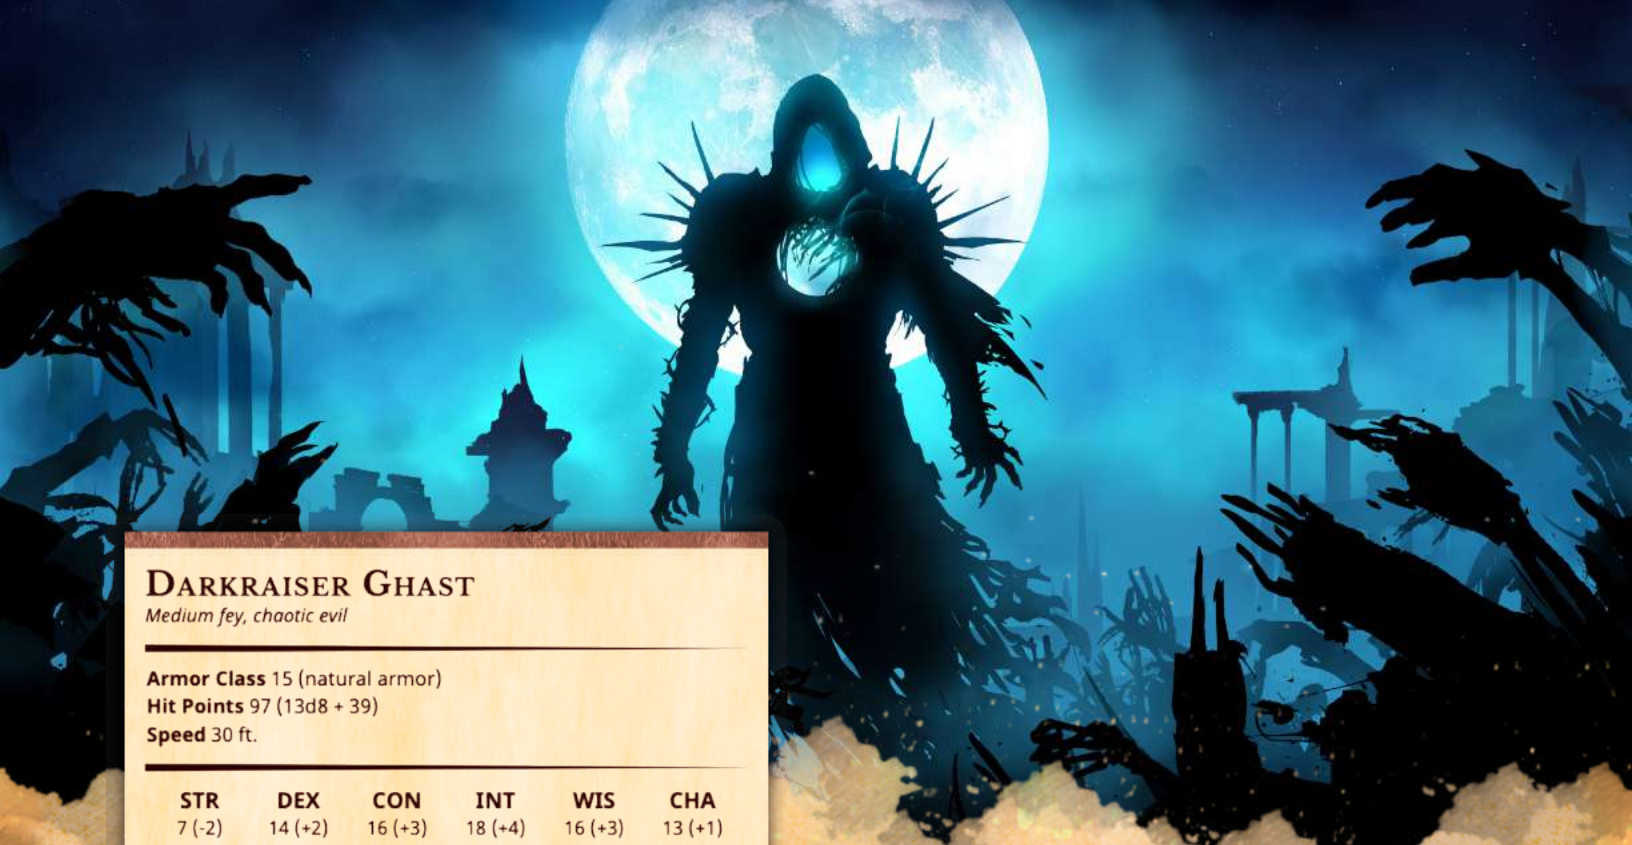 Darkraiser Ghast
Medium fey, chaotic evil
Armor Class 15 (natural armor)
Hit Points 97 (13d8 + 39)
Speed 30 ft.
STR DEX CON INT WIS CHA
7 (-2) 14 (+2) 16 (+3) 18 (+4) 16 (+3) 13 (+1)